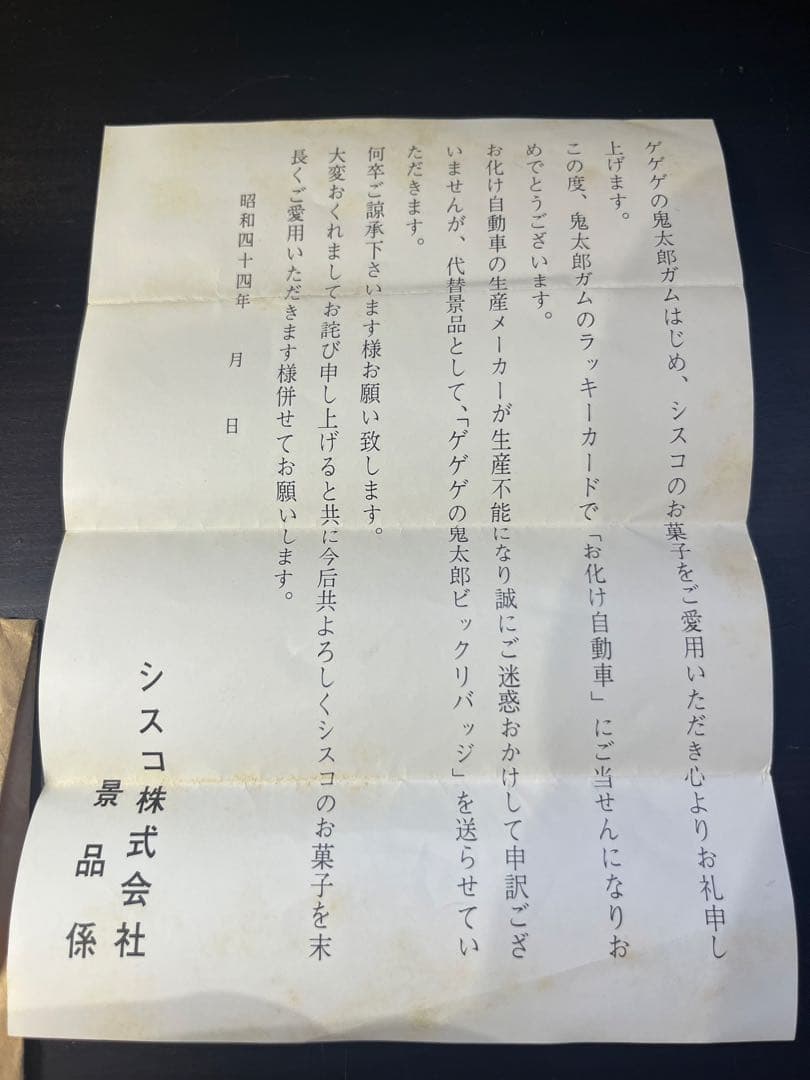 ゲゲゲの鬼太郎ガムはじめ、シスコのお菓子をご愛用いただき心よりお礼申し
上げます。
この度、鬼太郎ガムのラッキーカードで「お化け自動車」にご当せんになりお
めでとうございます。
お化け自動車の生産メーカーが生産不能になり誠にご迷惑おかけして申訳ござ
いませんが、代替景品として、「ゲゲゲの鬼太郎ビックリバッジ」を送らせてい
ただきます。
何卒ご諒承下さいます様お願い致します。
大変おくれましてお詫び申し上げると共に今后共よろしくシスコのお菓子を末
長くご愛用いただきます様併せてお願いします。
昭和四十四年　月　日
シスコ株式会社
景品係